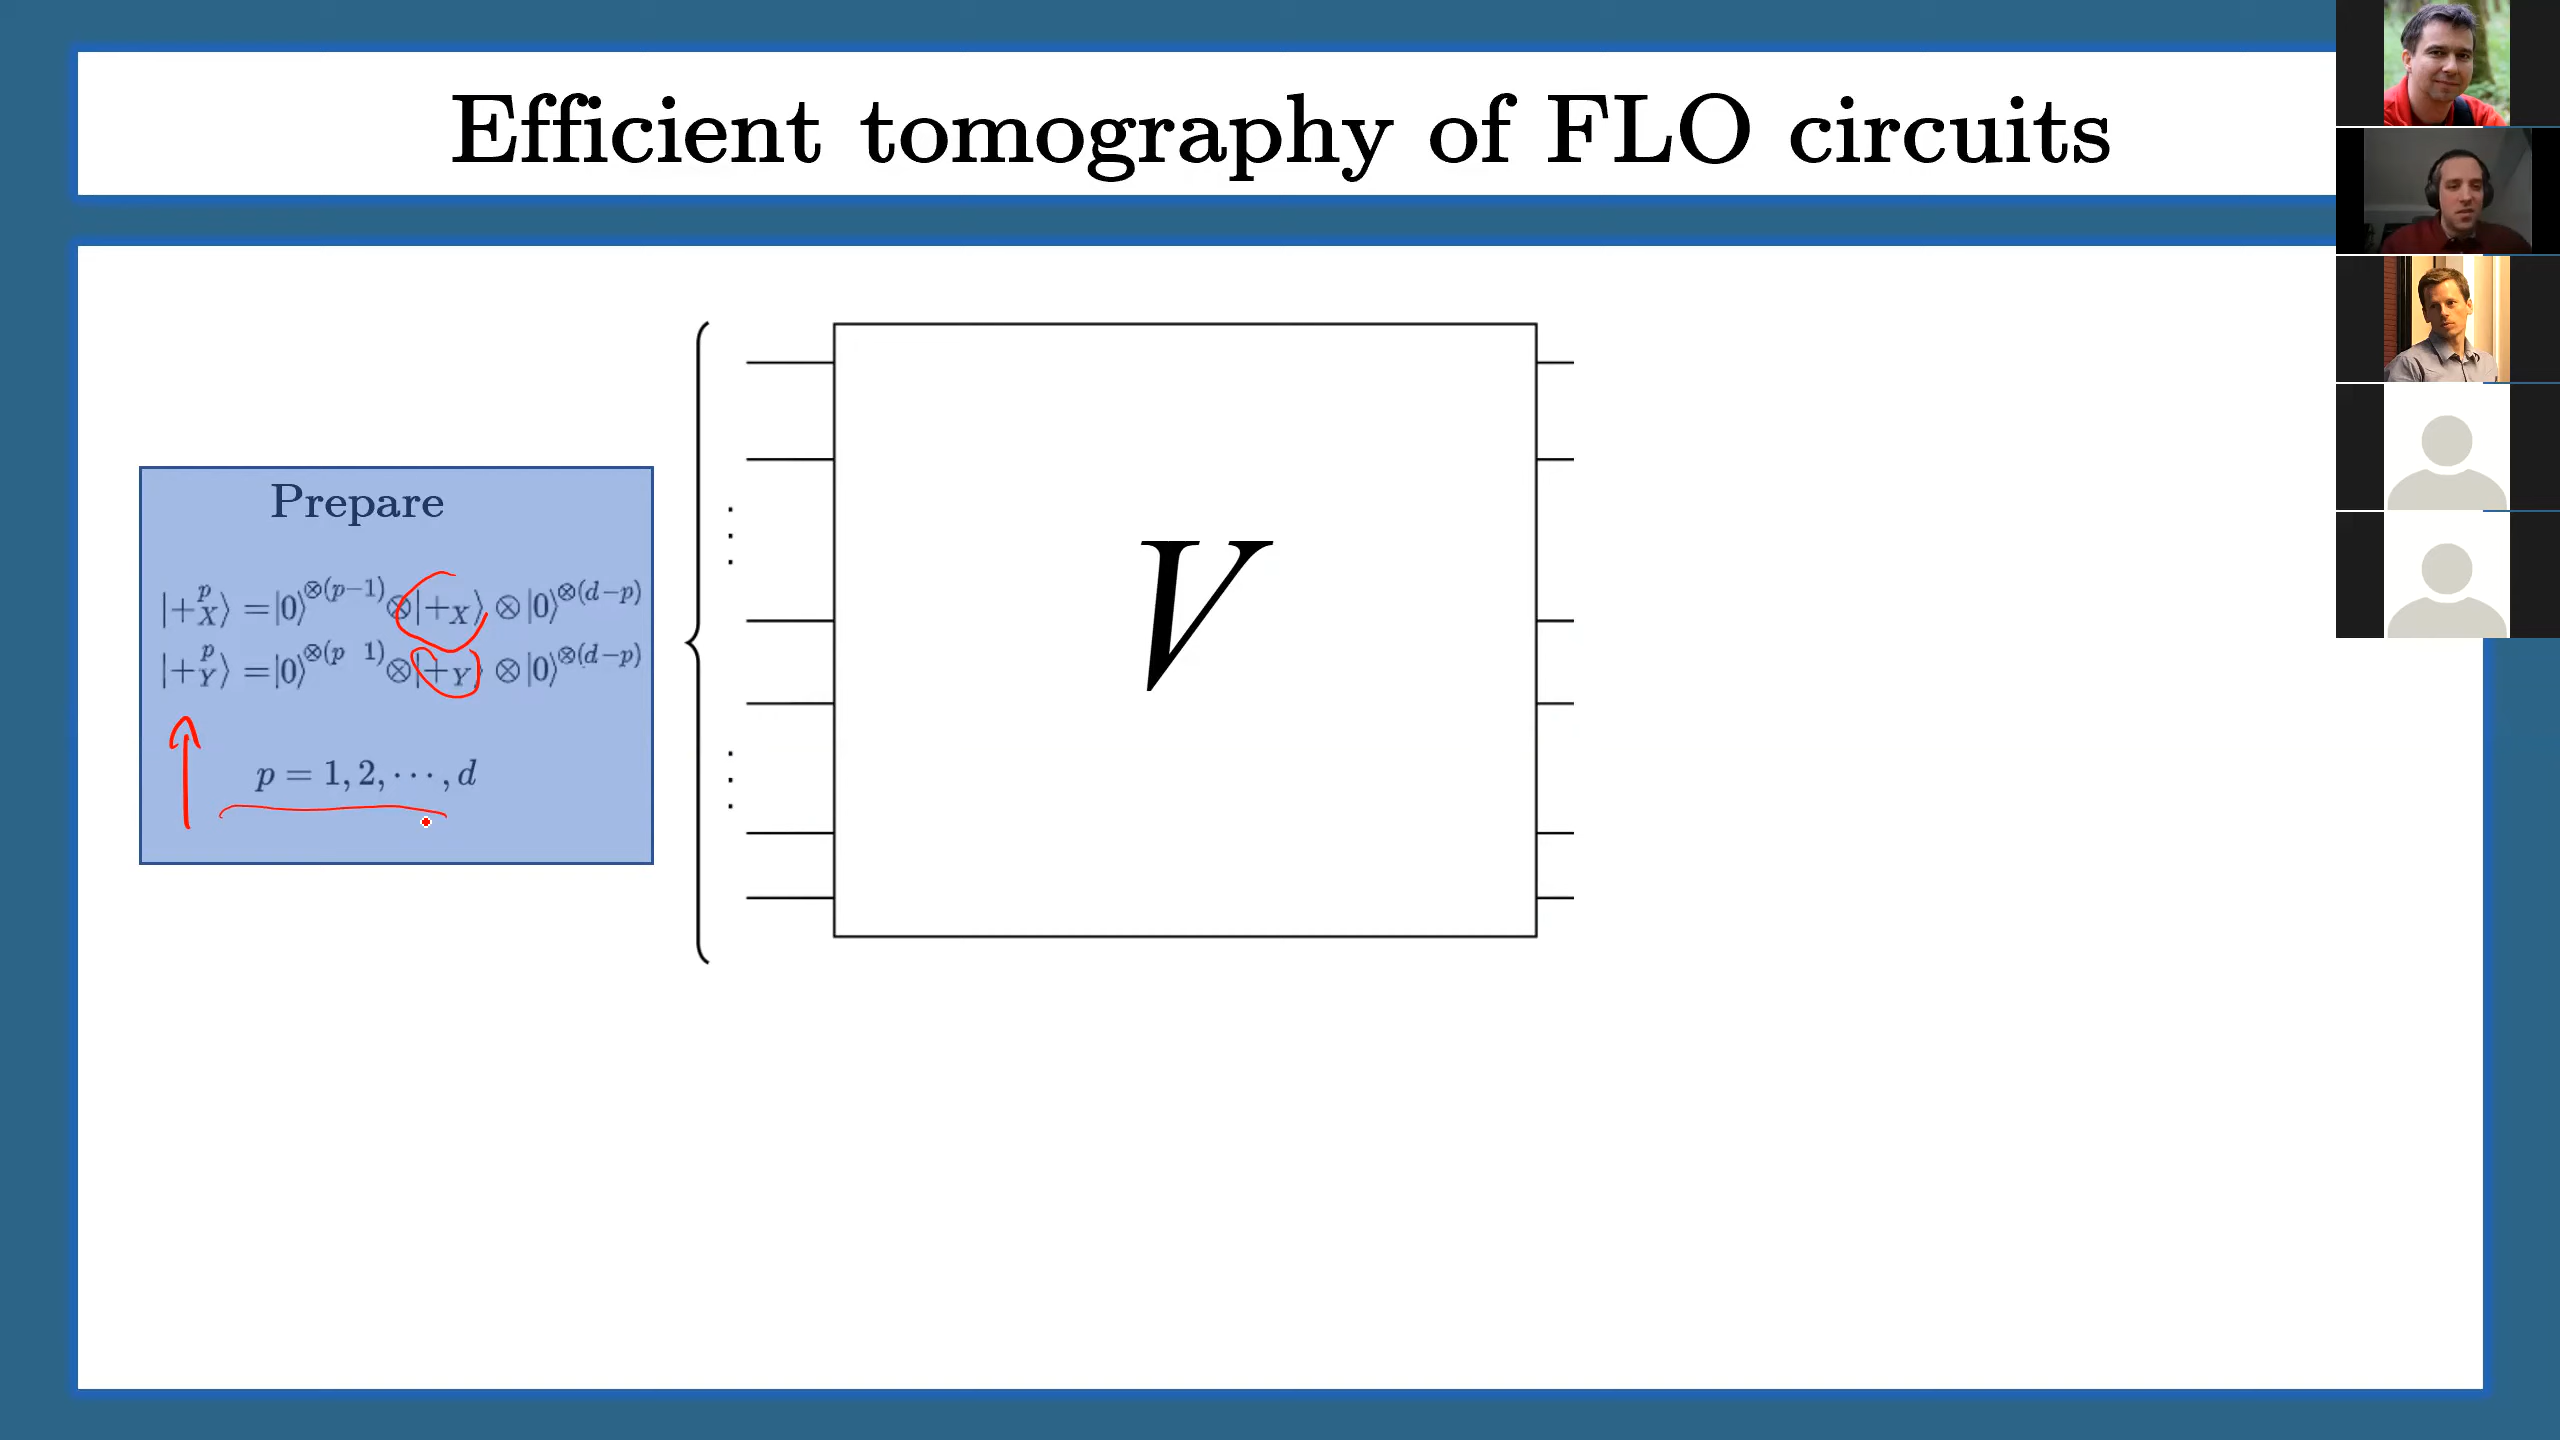 Efficient tomography of FLO circuits
Prepare
|+ᵖ_X⟩ =|0⟩^⊗(p−1) ⊗|+_X⟩ ⊗|0⟩^⊗(d−p)
|+ᵖ_Y⟩ =|0⟩^⊗(p 1) ⊗|+_Y⟩ ⊗|0⟩^⊗(d−p)
p = 1, 2, ⋯ , d
V